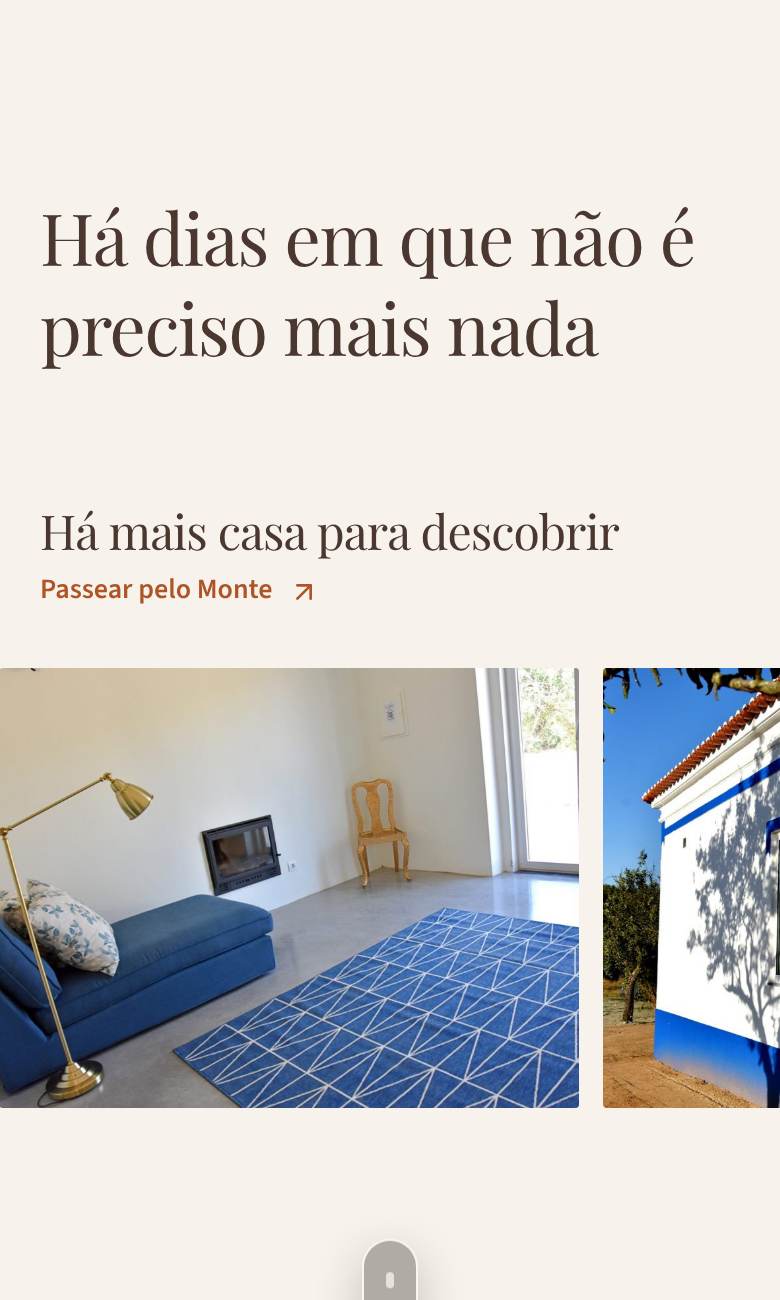 Há dias em que não é
preciso mais nada
Há mais casa para descobrir
Passear pelo Monte